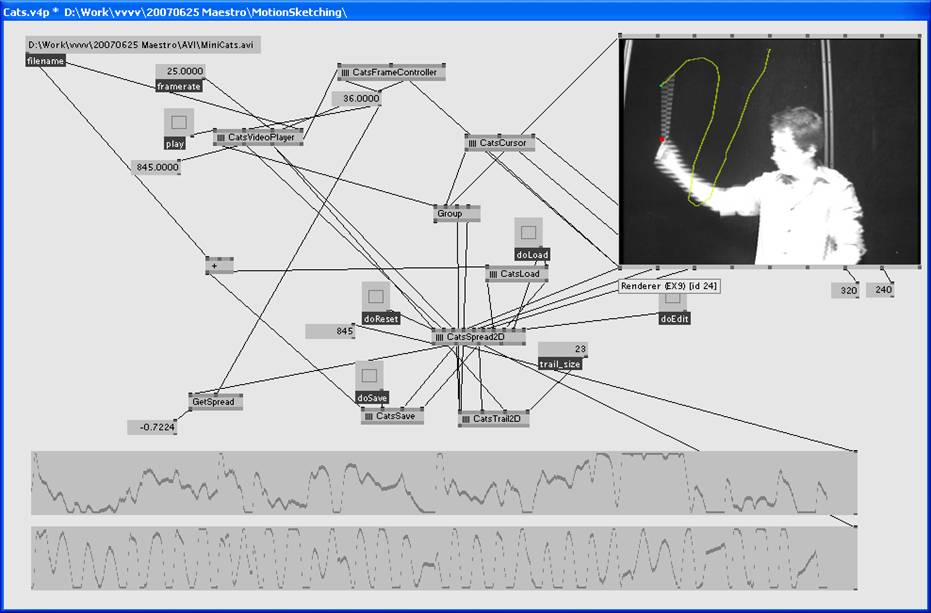 Cats.v4p * D:\Work\vvvv\20070625 Maestro\MotionSketching\
D:\Work\vvvv\20070625 Maestro\AVI\MiniCats.avi
filename
25.0000
framerate
CatsFrameController
36.0000
play
CatsVideoPlayer
CatsCursor
845.0000
Group
doLoad
+
CatsLoad
Renderer (EX9) [id 24]
320
240
doReset
doEdit
845
CatsSpread2D
23
trail_size
doSave
GetSpread
CatsSave
CatsTrail2D
-0.7224